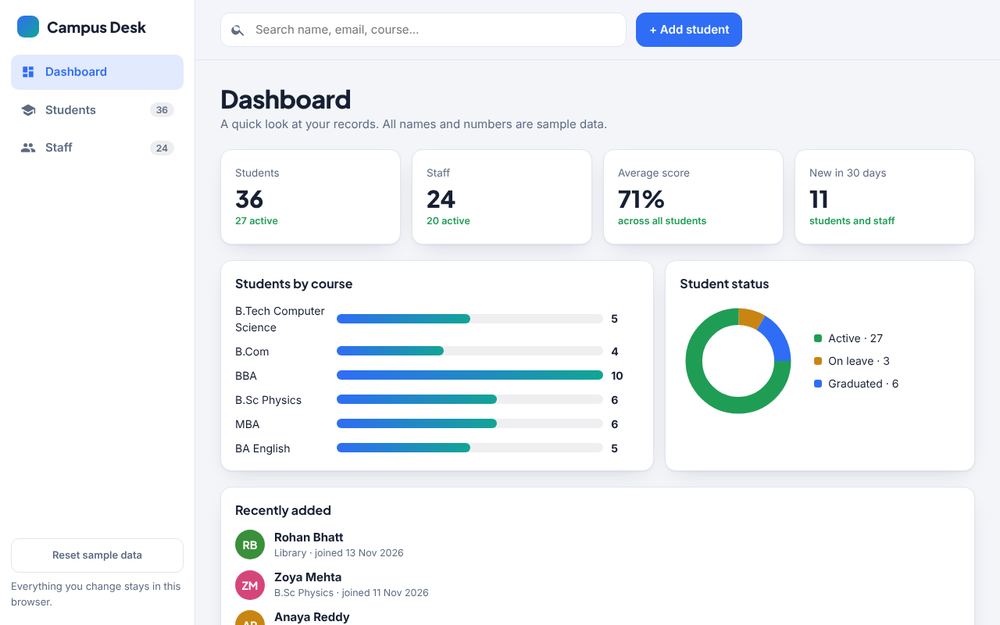 Campus Desk
Dashboard
Students 36
Staff 24
Reset sample data
Everything you change stays in this
browser.
Search name, email, course...
+ Add student
Dashboard
A quick look at your records. All names and numbers are sample data.
Students
36
27 active
Staff
24
20 active
Average score
71%
across all students
New in 30 days
11
students and staff
Students by course
B.Tech Computer
Science
5
B.Com 4
BBA 10
B.Sc Physics 6
MBA 6
BA English 5
Student status
Active · 27
On leave · 3
Graduated · 6
Recently added
RB
Rohan Bhatt
Library · joined 13 Nov 2026
ZM
Zoya Mehta
B.Sc Physics · joined 11 Nov 2026
Anaya Reddy